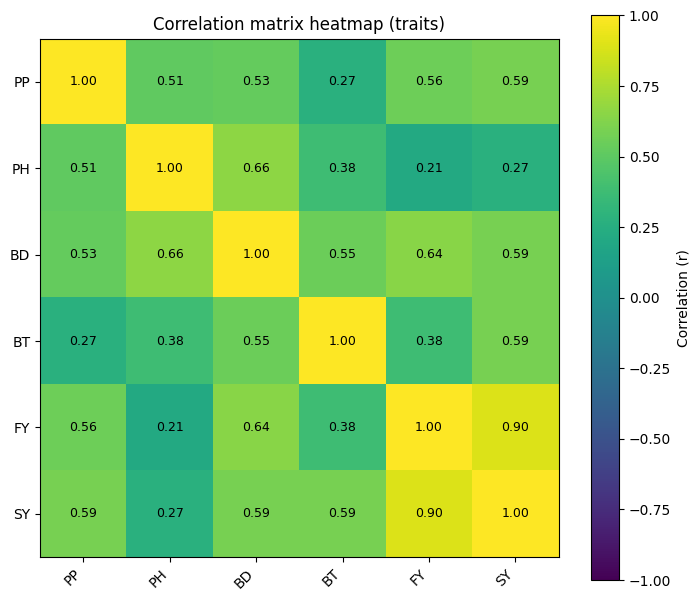 Correlation matrix heatmap (traits)
PP 1.00 0.51 0.53 0.27 0.56 0.59
PH 0.51 1.00 0.66 0.38 0.21 0.27
BD 0.53 0.66 1.00 0.55 0.64 0.59
BT 0.27 0.38 0.55 1.00 0.38 0.59
FY 0.56 0.21 0.64 0.38 1.00 0.90
SY 0.59 0.27 0.59 0.59 0.90 1.00
PP PH BD BT FY SY
1.00
0.75
0.50
0.25
0.00
−0.25
−0.50
−0.75
−1.00
Correlation (r)